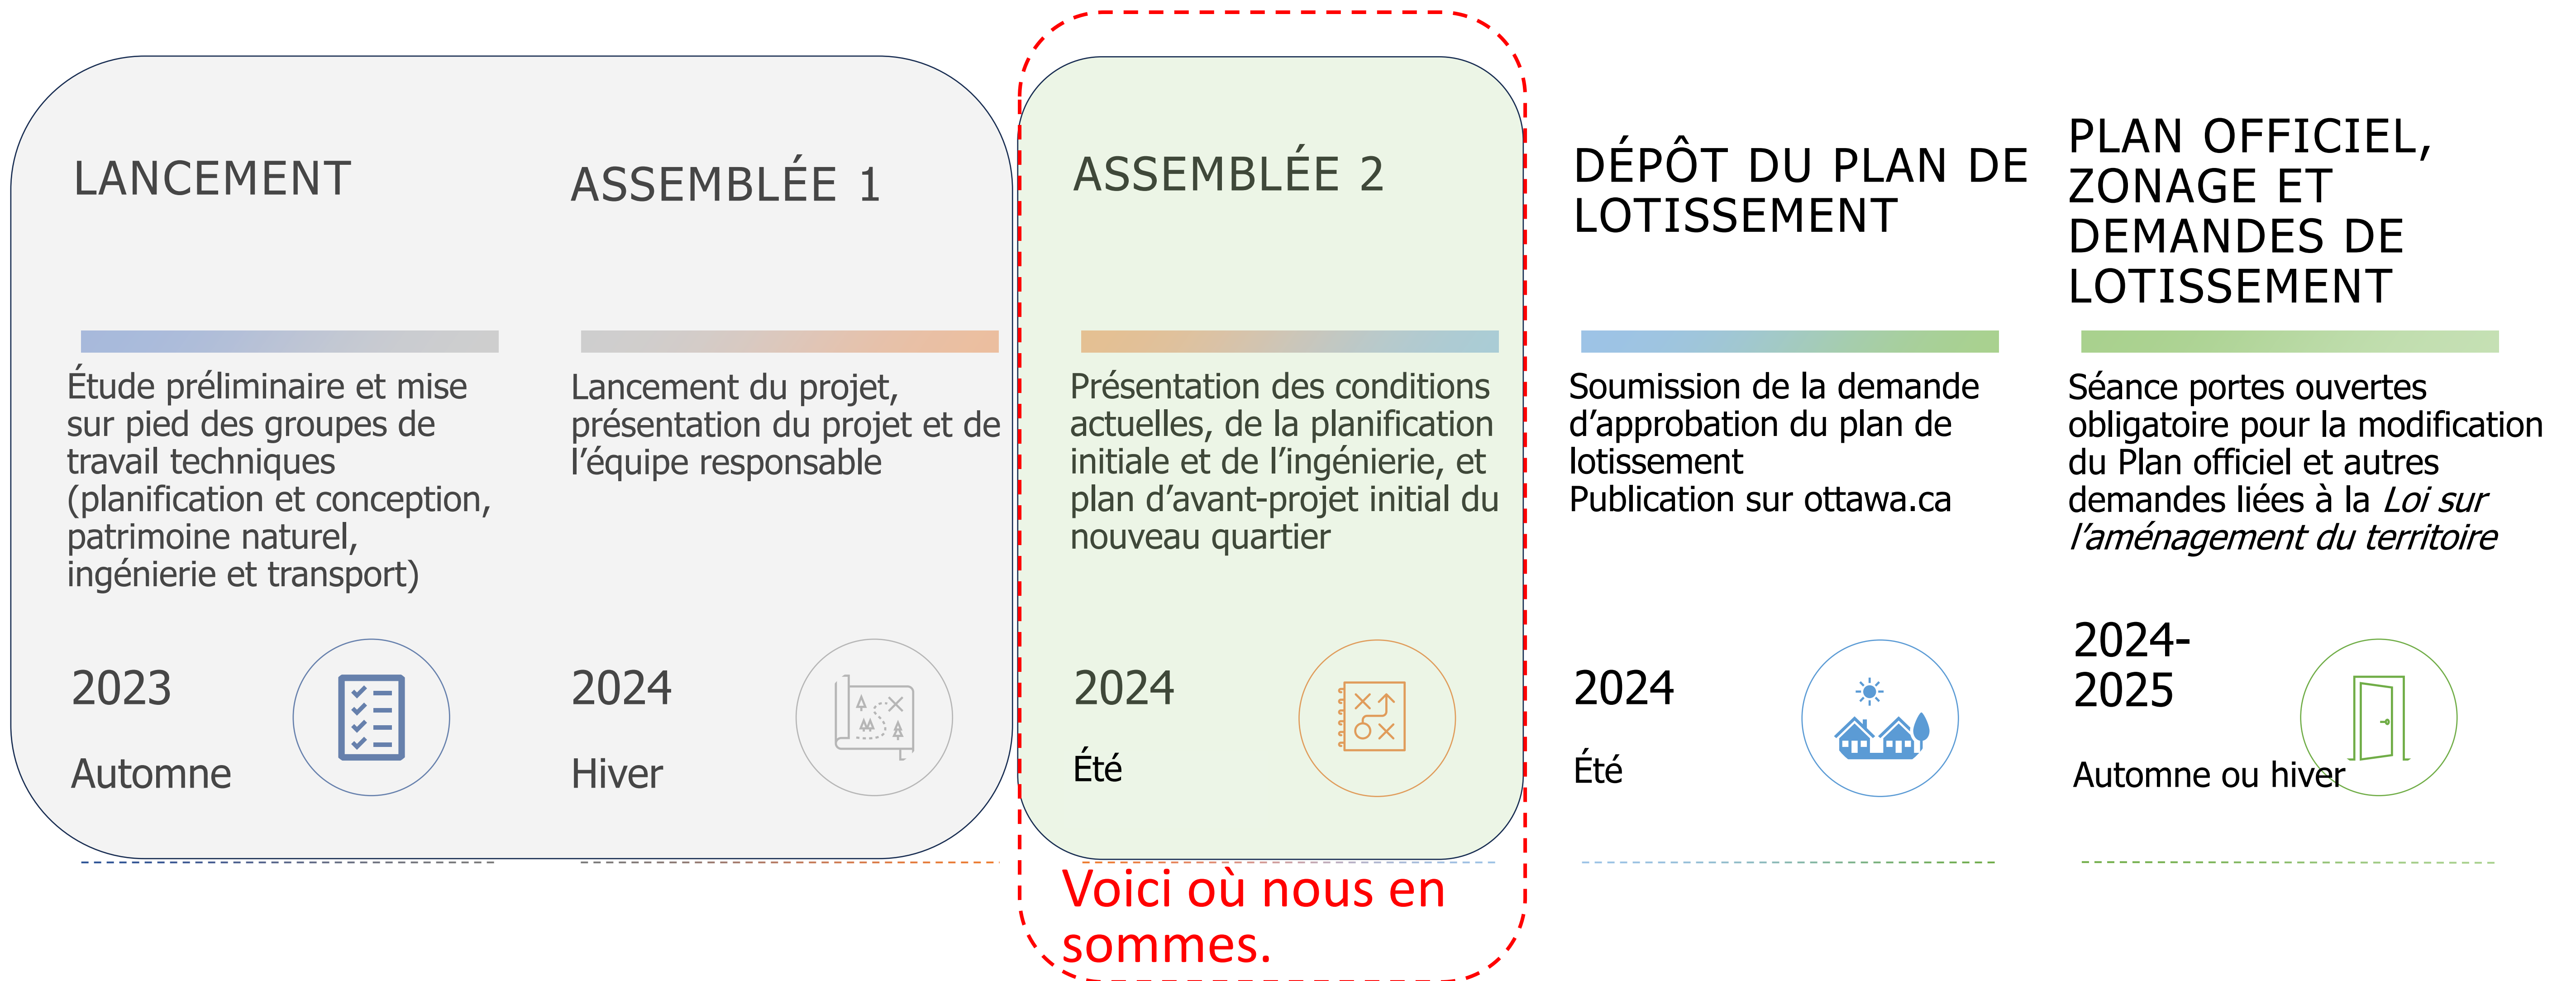 LANCEMENT
Étude préliminaire et mise
sur pied des groupes de
travail techniques
(planification et conception,
patrimoine naturel,
ingénierie et transport)
2023
Automne
ASSEMBLÉE 1
Lancement du projet,
présentation du projet et de
l’équipe responsable
2024
Hiver
ASSEMBLÉE 2
Présentation des conditions
actuelles, de la planification
initiale et de l’ingénierie, et
plan d’avant-projet initial du
nouveau quartier
2024
Été
Voici où nous en
sommes.
DÉPÔT DU PLAN DE
LOTISSEMENT
Soumission de la demande
d’approbation du plan de
lotissement
Publication sur ottawa.ca
2024
Été
PLAN OFFICIEL,
ZONAGE ET
DEMANDES DE
LOTISSEMENT
Séance portes ouvertes
obligatoire pour la modification
du Plan officiel et autres
demandes liées à la Loi sur
l’aménagement du territoire
2024-
2025
Automne ou hiver